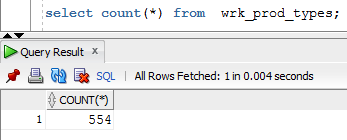 select count(*) from  wrk_prod_types;
Query Result x
SQL | All Rows Fetched: 1 in 0.004 seconds
COUNT(*)
1 554